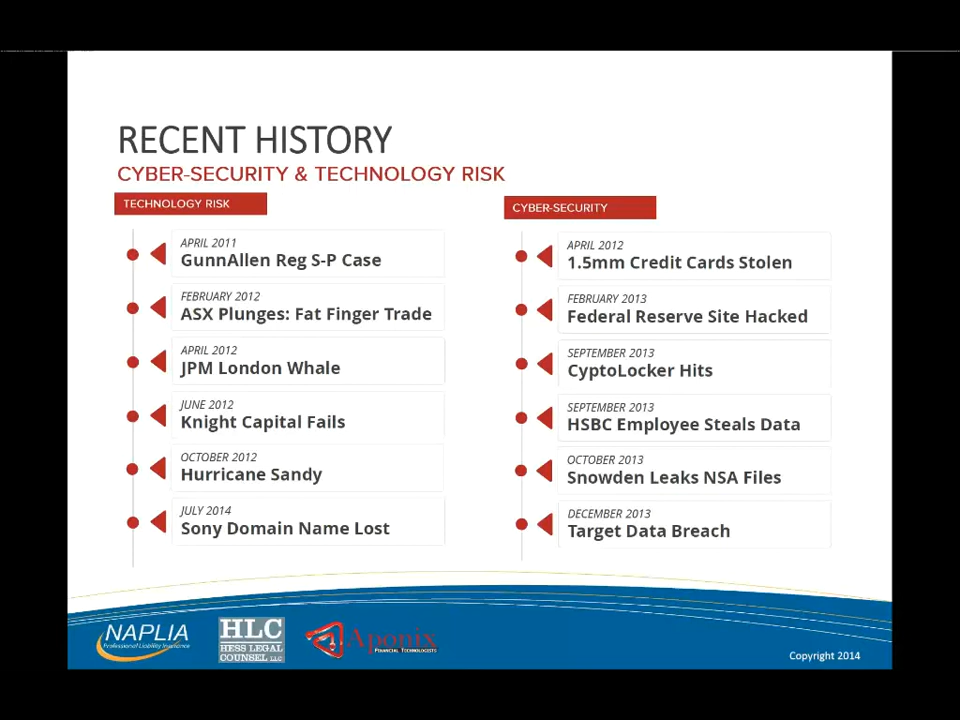 RECENT HISTORY
CYBER-SECURITY & TECHNOLOGY RISK
TECHNOLOGY RISK
APRIL 2011
GunnAllen Reg S-P Case
FEBRUARY 2012
ASX Plunges: Fat Finger Trade
APRIL 2012
JPM London Whale
JUNE 2012
Knight Capital Fails
OCTOBER 2012
Hurricane Sandy
JULY 2014
Sony Domain Name Lost
CYBER-SECURITY
APRIL 2012
1.5mm Credit Cards Stolen
FEBRUARY 2013
Federal Reserve Site Hacked
SEPTEMBER 2013
CyptoLocker Hits
SEPTEMBER 2013
HSBC Employee Steals Data
OCTOBER 2013
Snowden Leaks NSA Files
DECEMBER 2013
Target Data Breach
NAPLIA
Professional Liability Insurance
HLC
HESS LEGAL
COUNSEL LLC
Aponix
FINANCIAL TECHNOLOGISTS
Copyright 2014